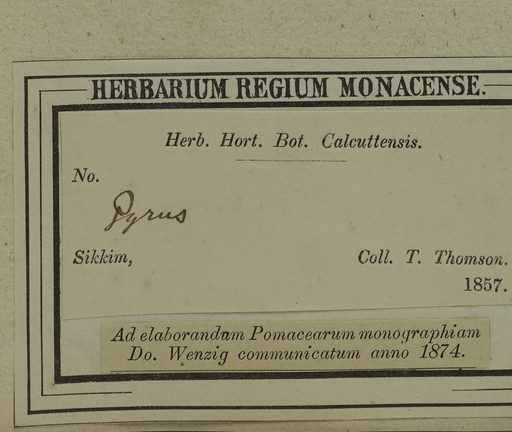 HERBARIUM REGIUM MONACENSE.
Herb. Hort. Bot. Calcuttensis.
No.
Pyrus
Sikkim, Coll. T. Thomson.
1857.
Ad elaborandum Pomacearum monographiam
Do. Wenzig communicatum anno 1874.